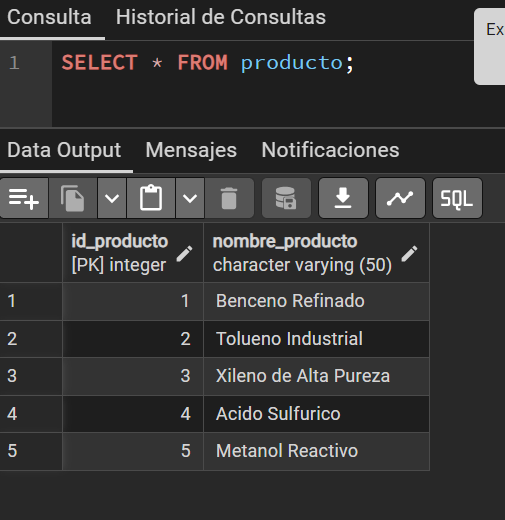 Consulta Historial de Consultas
Ex
1 SELECT * FROM producto;
Data Output Mensajes Notificaciones
SQL
id_producto nombre_producto
[PK] integer character varying (50)
1 1 Benceno Refinado
2 2 Tolueno Industrial
3 3 Xileno de Alta Pureza
4 4 Acido Sulfurico
5 5 Metanol Reactivo